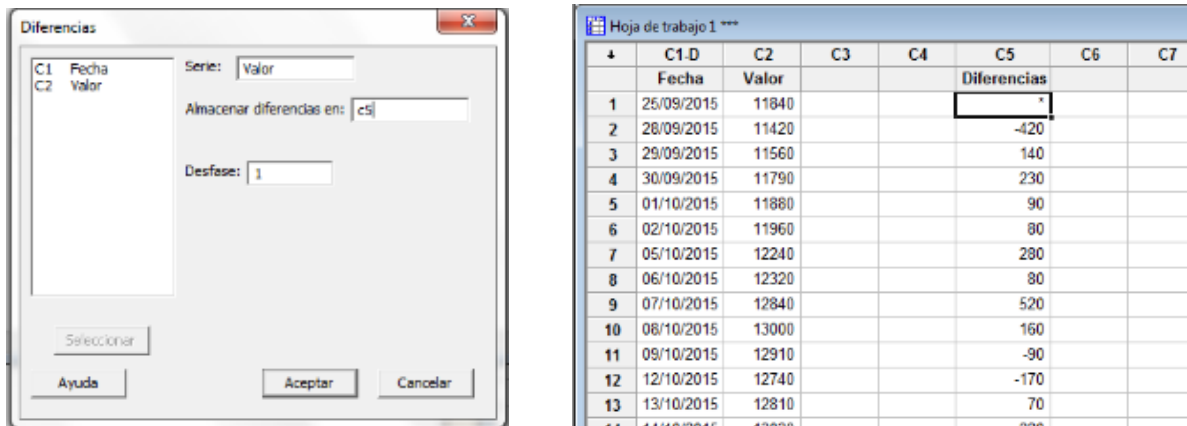 Diferencias
C1 Fecha
C2 Valor
Serie: Valor
Almacenar diferencias en: c5
Desfase: 1
Seleccionar
Ayuda Aceptar Cancelar
Hoja de trabajo 1 ***
C1-D C2 C3 C4 C5 C6 C7
Fecha Valor Diferencias
1 25/09/2015 11840 *
2 28/09/2015 11420 -420
3 29/09/2015 11560 140
4 30/09/2015 11790 230
5 01/10/2015 11880 90
6 02/10/2015 11960 80
7 05/10/2015 12240 280
8 06/10/2015 12320 80
9 07/10/2015 12840 520
10 08/10/2015 13000 160
11 09/10/2015 12910 -90
12 12/10/2015 12740 -170
13 13/10/2015 12810 70